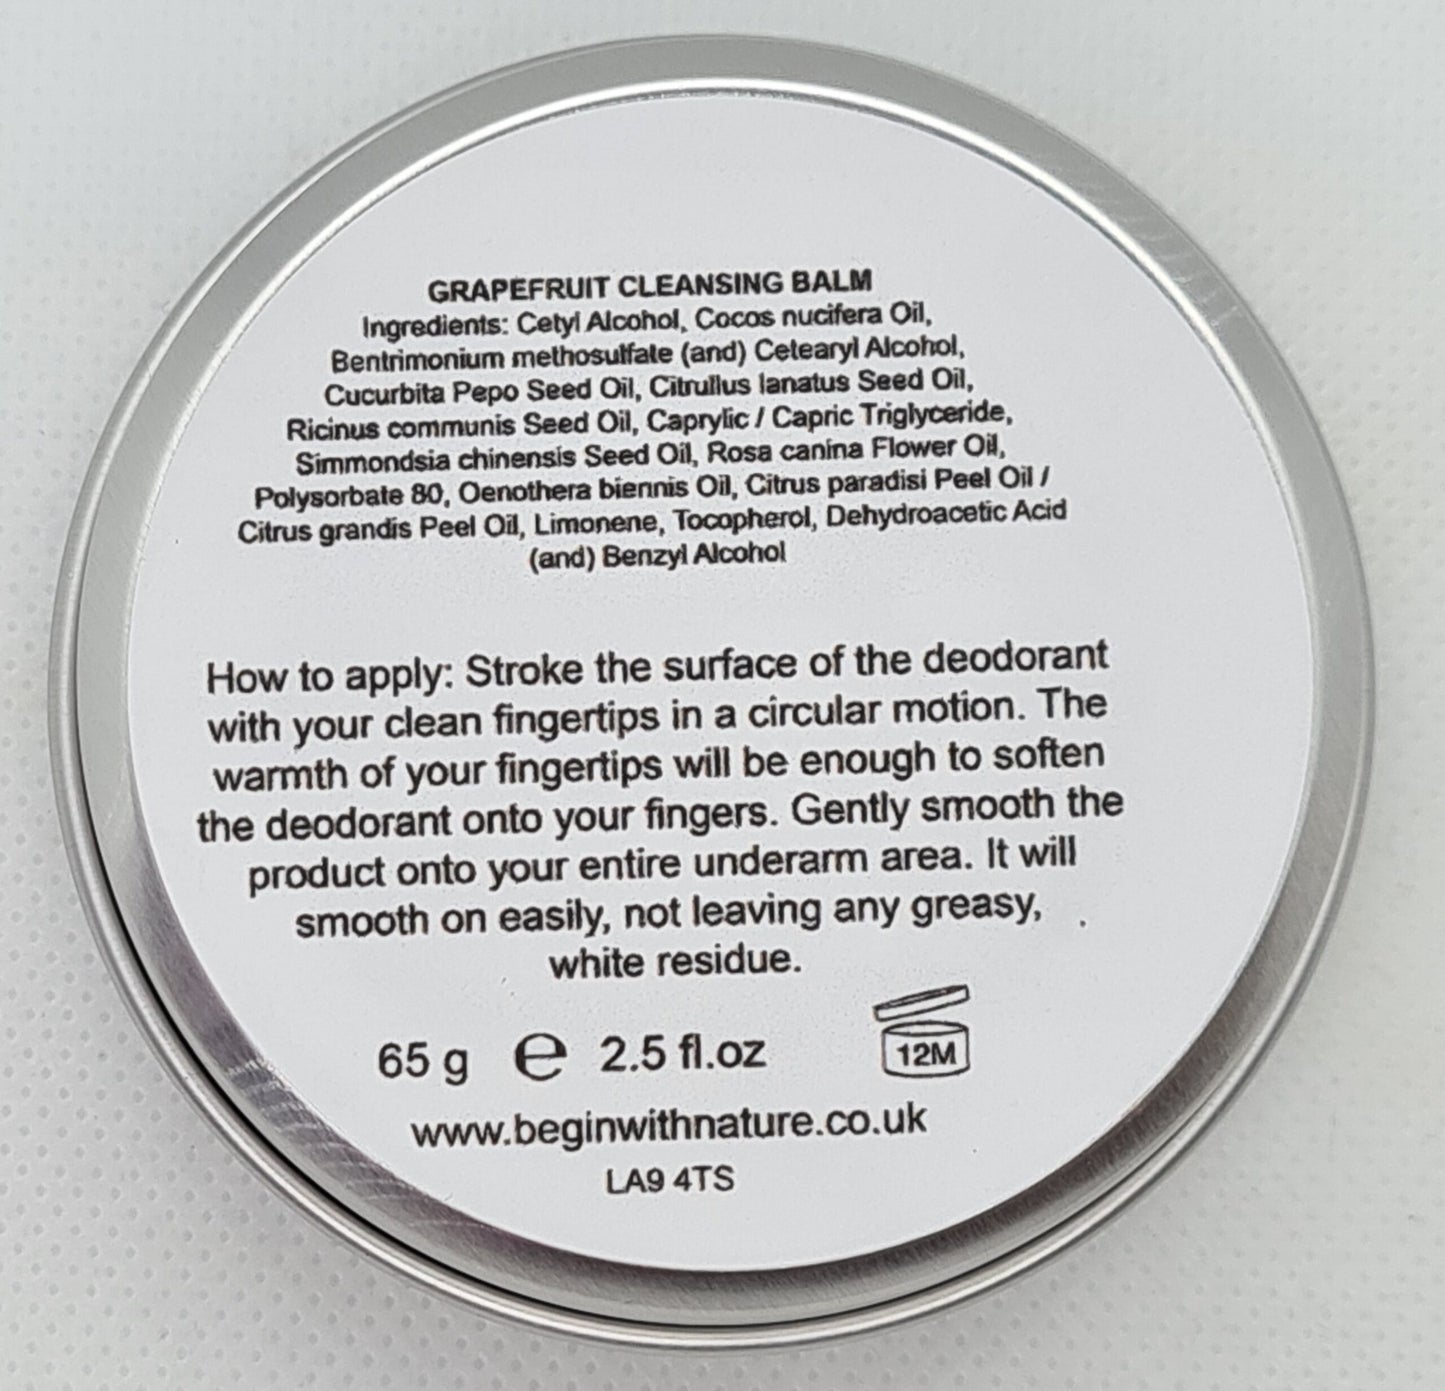 GRAPEFRUIT CLEANSING BALM
Ingredients: Cetyl Alcohol, Cocos nucifera Oil,
Bentrimonium methosulfate (and) Cetearyl Alcohol,
Cucurbita Pepo Seed Oil, Citrullus lanatus Seed Oil,
Ricinus communis Seed Oil, Caprylic / Capric Triglyceride,
Simmondsia chinensis Seed Oil, Rosa canina Flower Oil,
Polysorbate 80, Oenothera biennis Oil, Citrus paradisi Peel Oil /
Citrus grandis Peel Oil, Limonene, Tocopherol, Dehydroacetic Acid
(and) Benzyl Alcohol
How to apply: Stroke the surface of the deodorant
with your clean fingertips in a circular motion. The
warmth of your fingertips will be enough to soften
the deodorant onto your fingers. Gently smooth the
product onto your entire underarm area. It will
smooth on easily, not leaving any greasy,
white residue.
65 g ℮ 2.5 fl.oz 12M
www.beginwithnature.co.uk
LA9 4TS